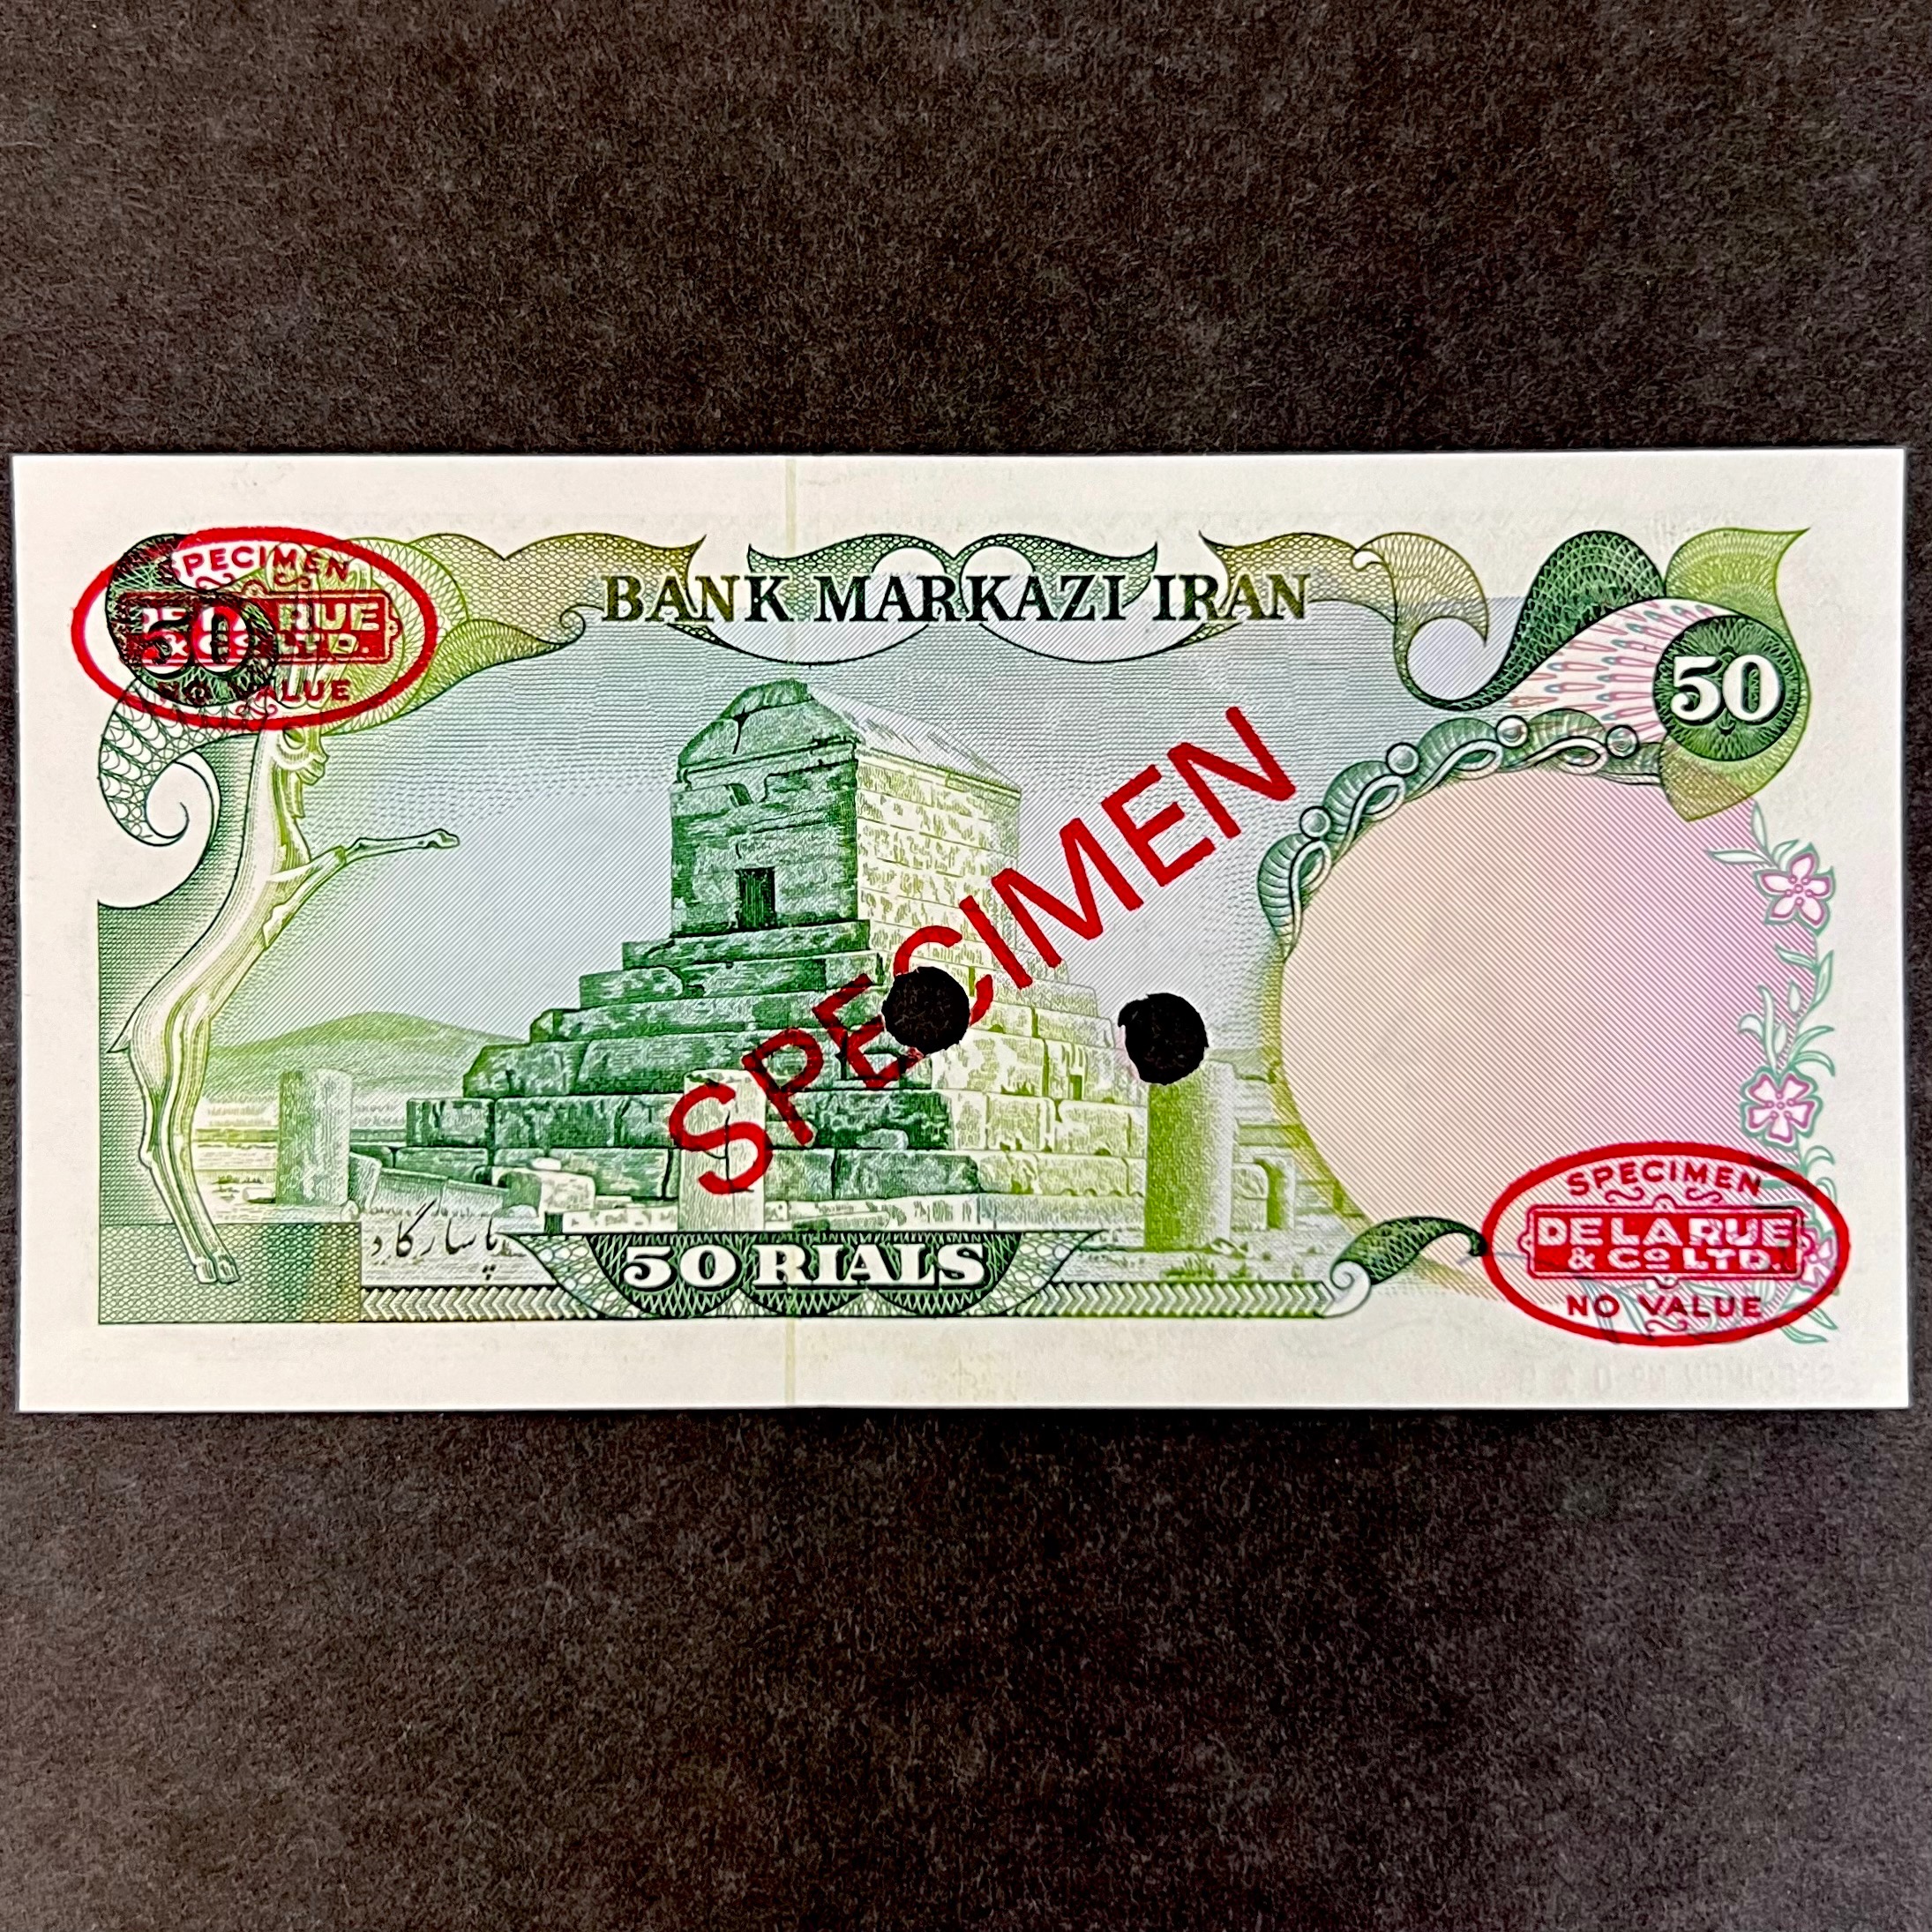 SPECIMEN
DE LA RUE
& Co LTD.
NO VALUE
50
BANK MARKAZI IRAN
50
SPECIMEN
پاسارگاد
50 RIALS
SPECIMEN
DE LA RUE
& Cº LTD.
NO VALUE